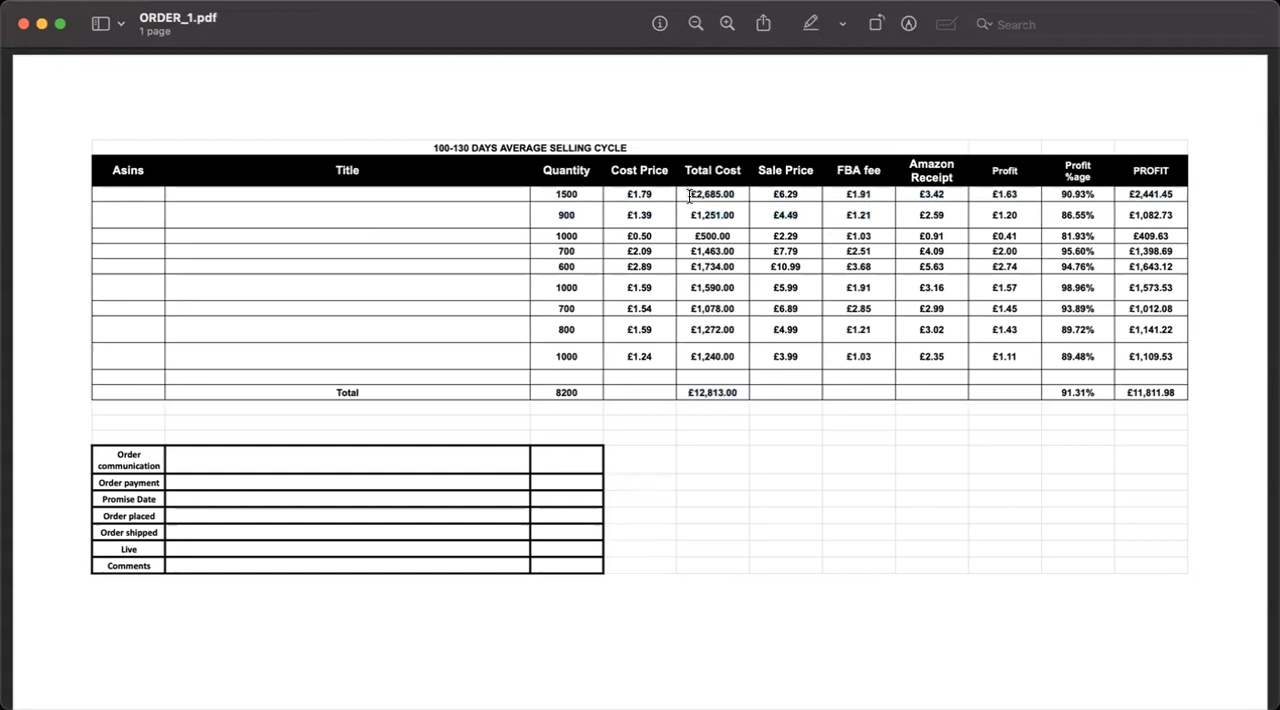 ORDER_1.pdf
1 page
Search
100-130 DAYS AVERAGE SELLING CYCLE
Asins Title Quantity Cost Price Total Cost Sale Price FBA fee Amazon Receipt Profit Profit %age PROFIT
1500 £1.79 £2,685.00 £6.29 £1.91 £3.42 £1.63 90.93% £2,441.45
900 £1.39 £1,251.00 £4.49 £1.21 £2.59 £1.20 86.55% £1,082.73
1000 £0.50 £500.00 £2.29 £1.03 £0.91 £0.41 81.93% £409.63
700 £2.09 £1,463.00 £7.79 £2.51 £4.09 £2.00 95.60% £1,398.69
600 £2.89 £1,734.00 £10.99 £3.68 £5.63 £2.74 94.76% £1,643.12
1000 £1.59 £1,590.00 £5.99 £1.91 £3.16 £1.57 98.96% £1,573.53
700 £1.54 £1,078.00 £6.89 £2.85 £2.99 £1.45 93.89% £1,012.08
800 £1.59 £1,272.00 £4.99 £1.21 £3.02 £1.43 89.72% £1,141.22
1000 £1.24 £1,240.00 £3.99 £1.03 £2.35 £1.11 89.48% £1,109.53
Total 8200 £12,813.00 91.31% £11,811.98
Order
communication
Order payment
Promise Date
Order placed
Order shipped
Live
Comments